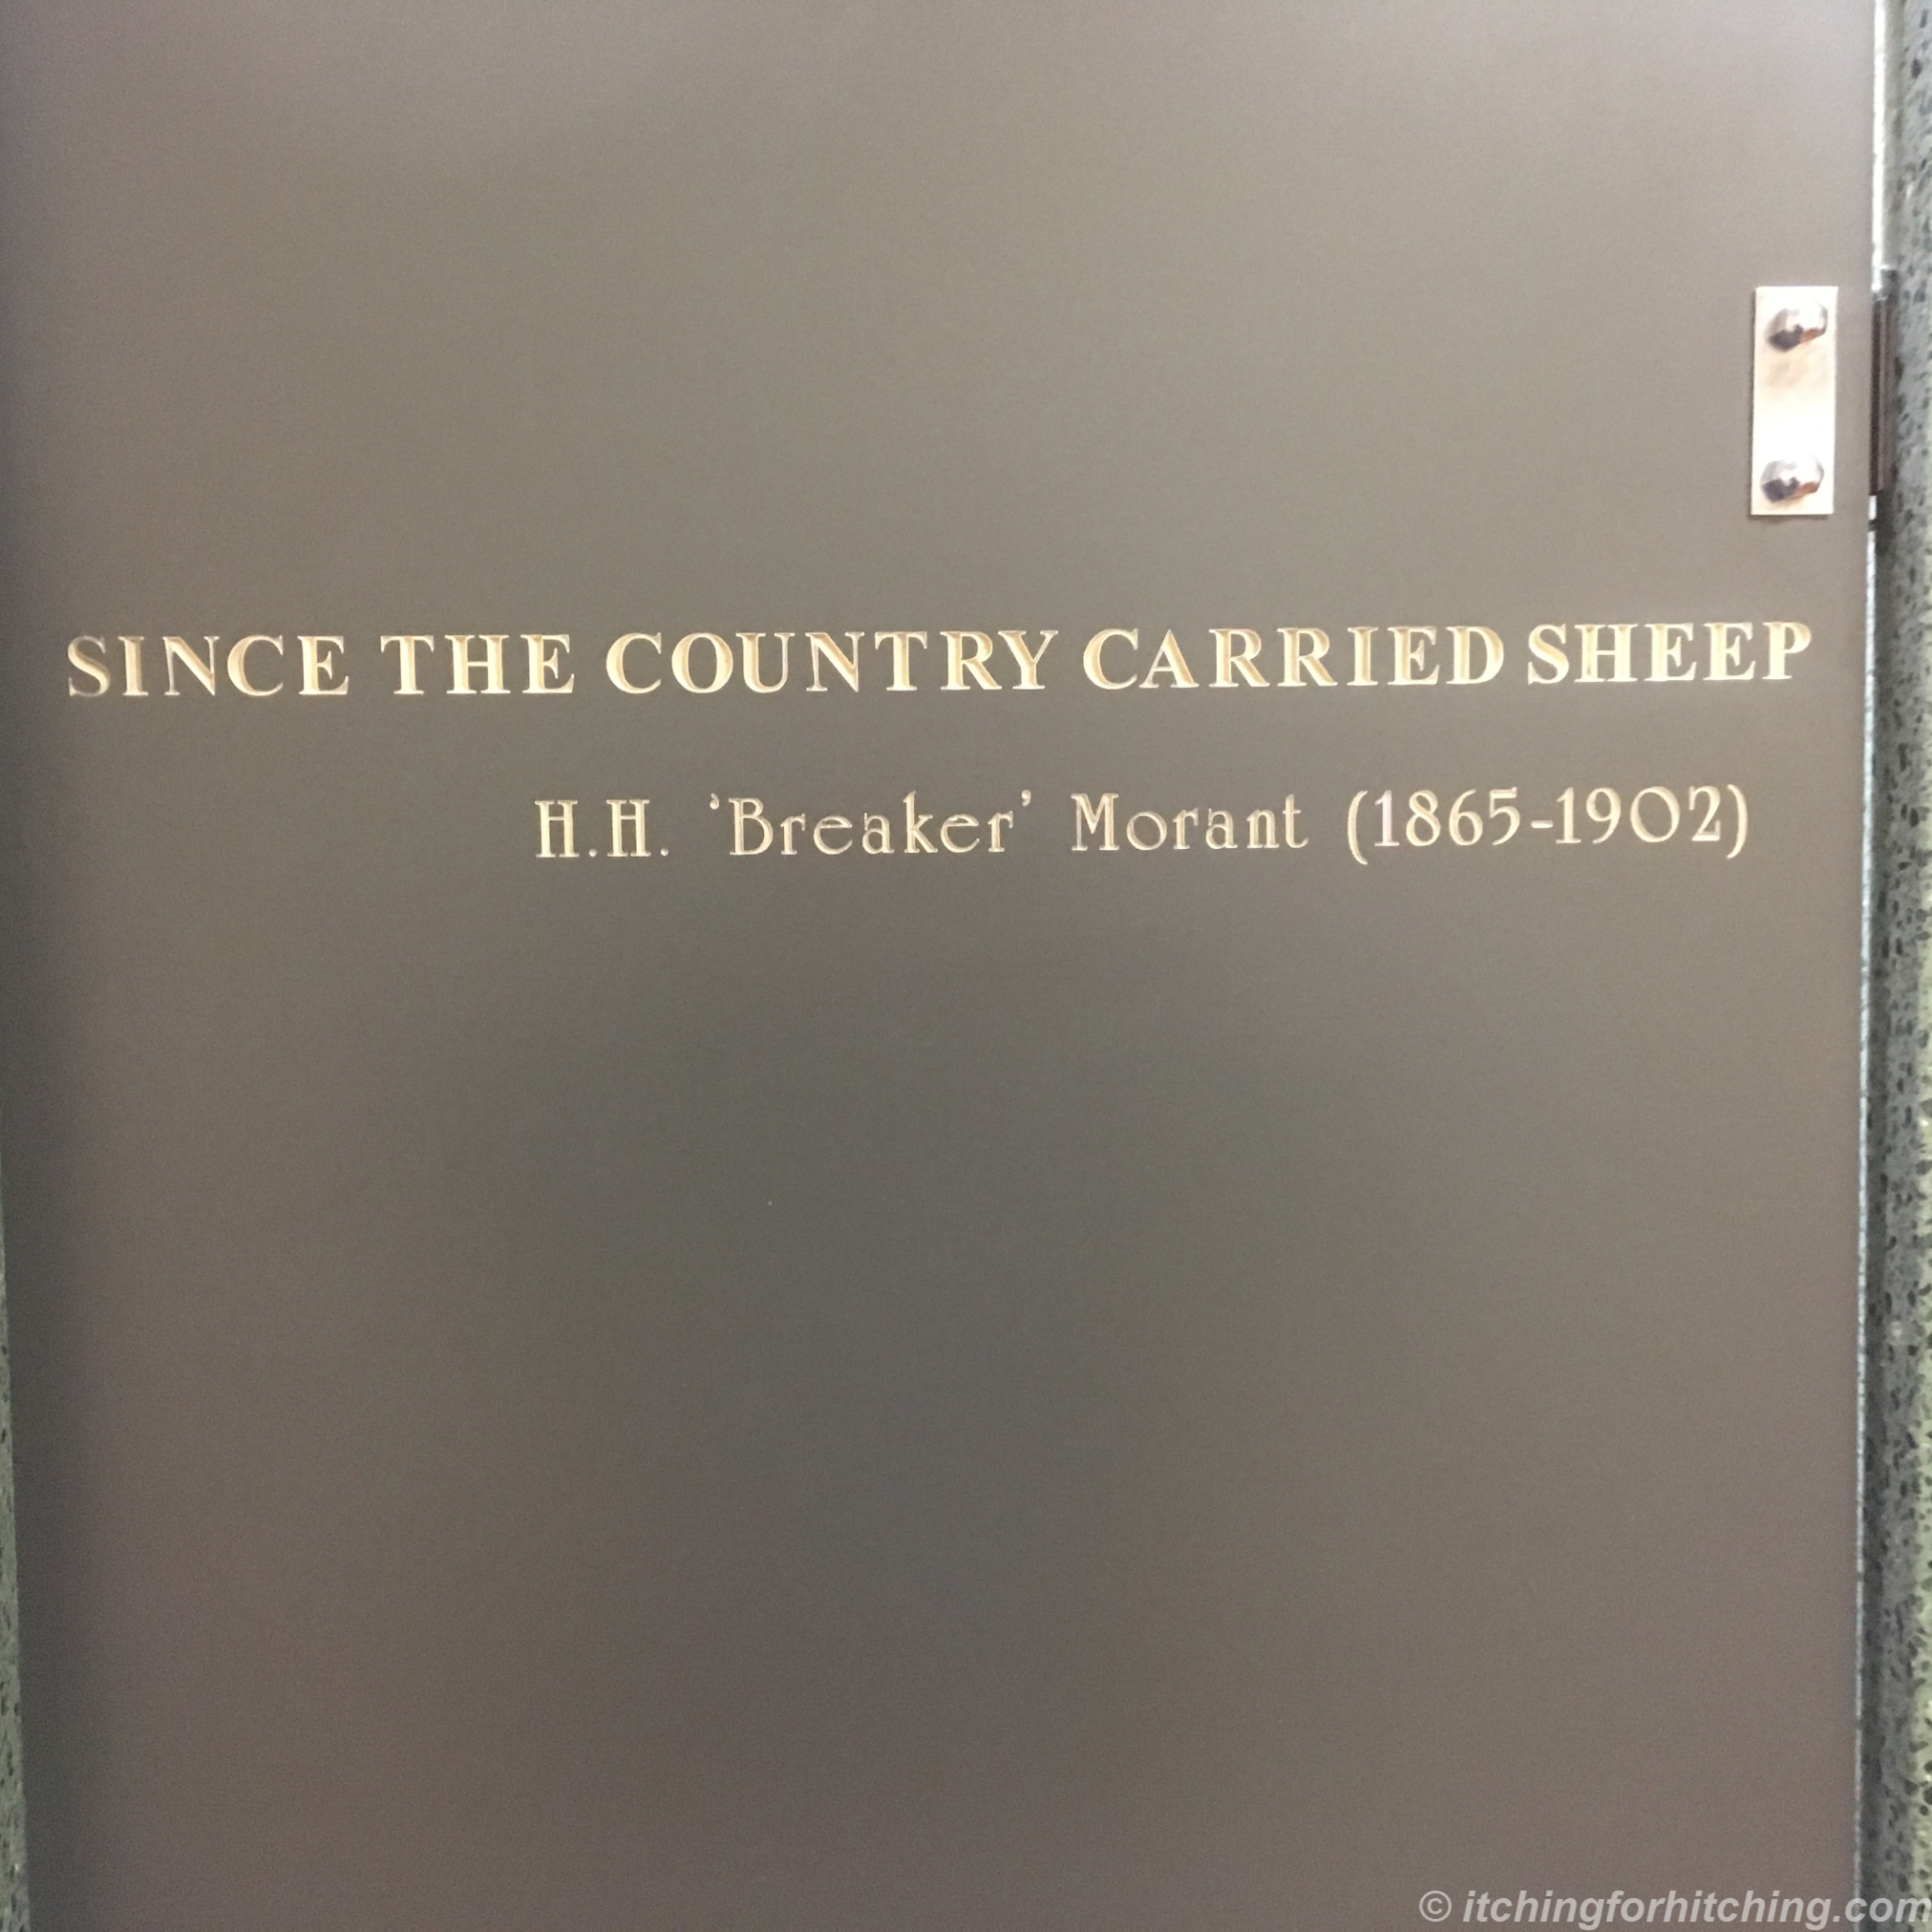 SINCE THE COUNTRY CARRIED SHEEP
H.H. 'Breaker' Morant (1865-1902)
© itchingforhitching.com